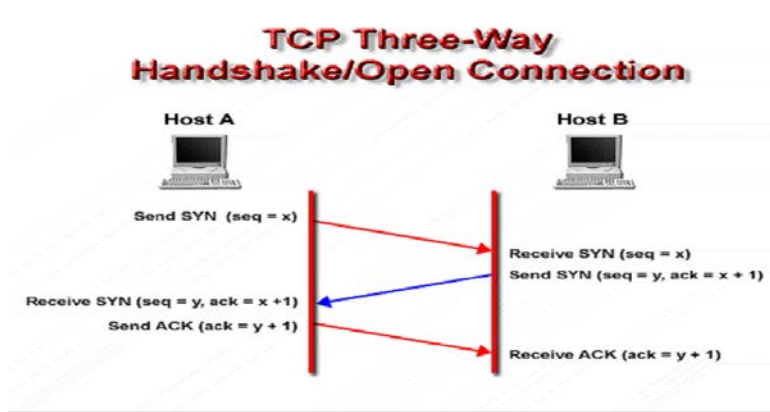 TCP Three-Way
Handshake/Open Connection
Host A
Host B
Send SYN (seq = x)
Receive SYN (seq = x)
Send SYN (seq = y, ack = x + 1)
Receive SYN (seq = y, ack = x +1)
Send ACK (ack = y + 1)
Receive ACK (ack = y + 1)